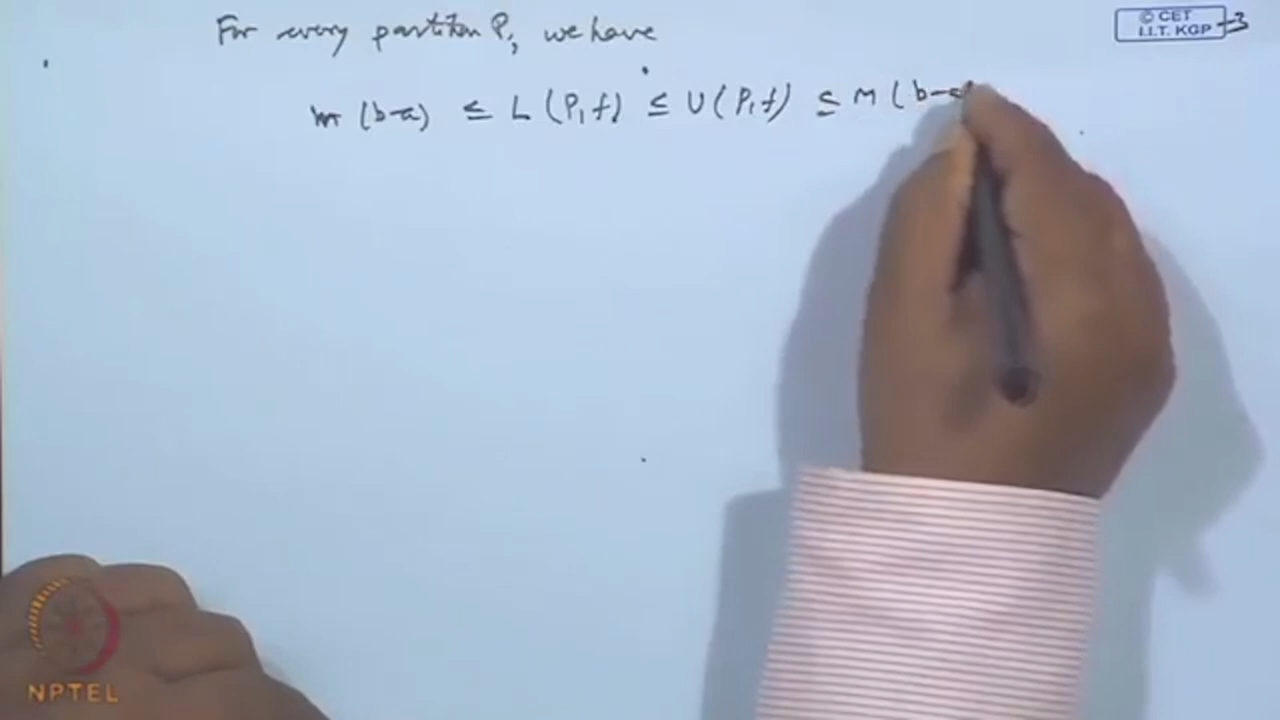 For every partition P, we have
© CET
I.I.T. KGP
m (b-a) ≤ L (P, f) ≤ U (P, f) ≤ M (b-a
NPTEL